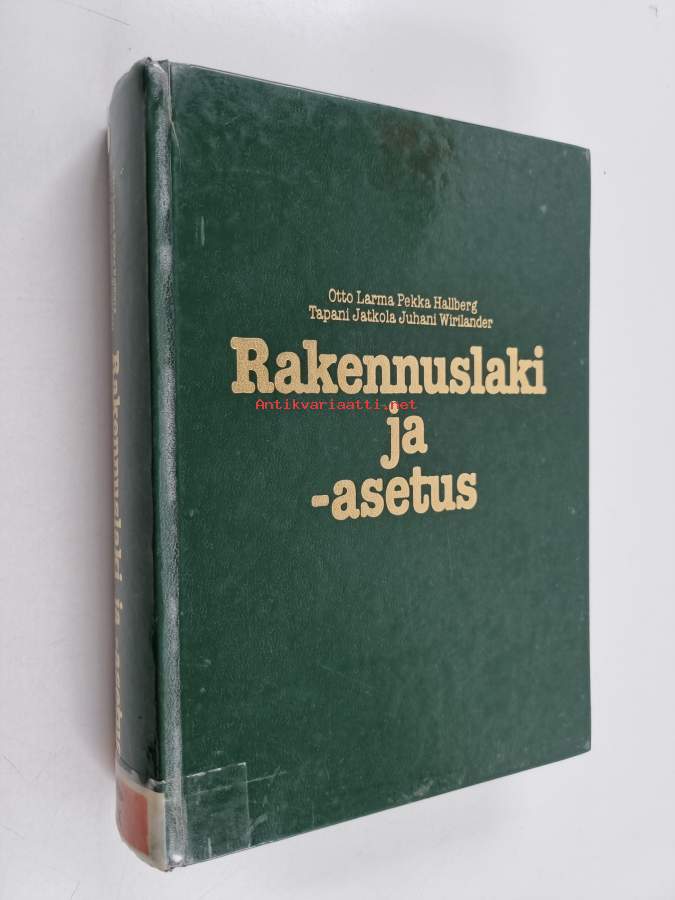 Otto Larma Pekka Hallberg
Tapani Jatkola Juhani Wirilander
Rakennuslaki
Antikvariaatti.net
ja
-asetus
Rakennuslaki ja -asetus